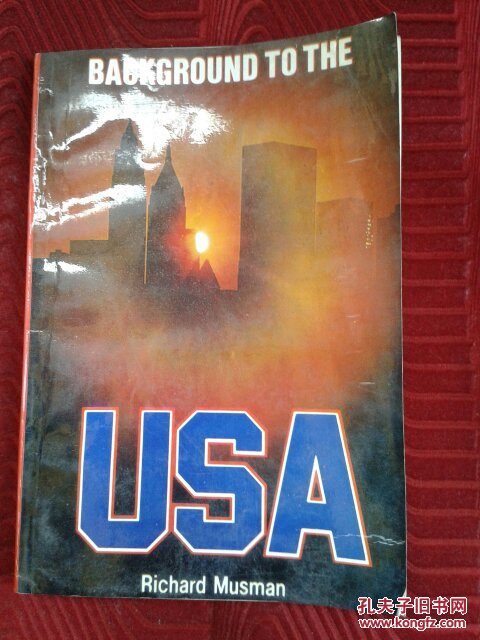 BACKGROUND TO THE
USA
Richard Musman
孔夫子旧书网
www.kongfz.com